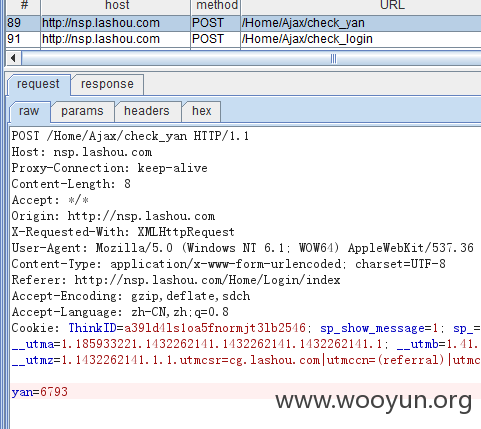 # host method URL
89 http://nsp.lashou.com POST /Home/Ajax/check_yan
91 http://nsp.lashou.com POST /Home/Ajax/check_login
request response
raw params headers hex
POST /Home/Ajax/check_yan HTTP/1.1
Host: nsp.lashou.com
Proxy-Connection: keep-alive
Content-Length: 8
Accept: */*
Origin: http://nsp.lashou.com
X-Requested-With: XMLHttpRequest
User-Agent: Mozilla/5.0 (Windows NT 6.1; WOW64) AppleWebKit/537.36
Content-Type: application/x-www-form-urlencoded; charset=UTF-8
Referer: http://nsp.lashou.com/Home/Login/index
Accept-Encoding: gzip,deflate,sdch
Accept-Language: zh-CN,zh;q=0.8
Cookie: ThinkID=a39ld4ls1oa5fnormjt3lb2546; sp_show_message=1; sp_=
__utma=1.185933221.1432262141.1432262141.1432262141.1; __utmb=1.41.
__utmz=1.1432262141.1.1.utmcsr=cg.lashou.com|utmccn=(referral)|utmc
yan=6793
www.wooyun.org